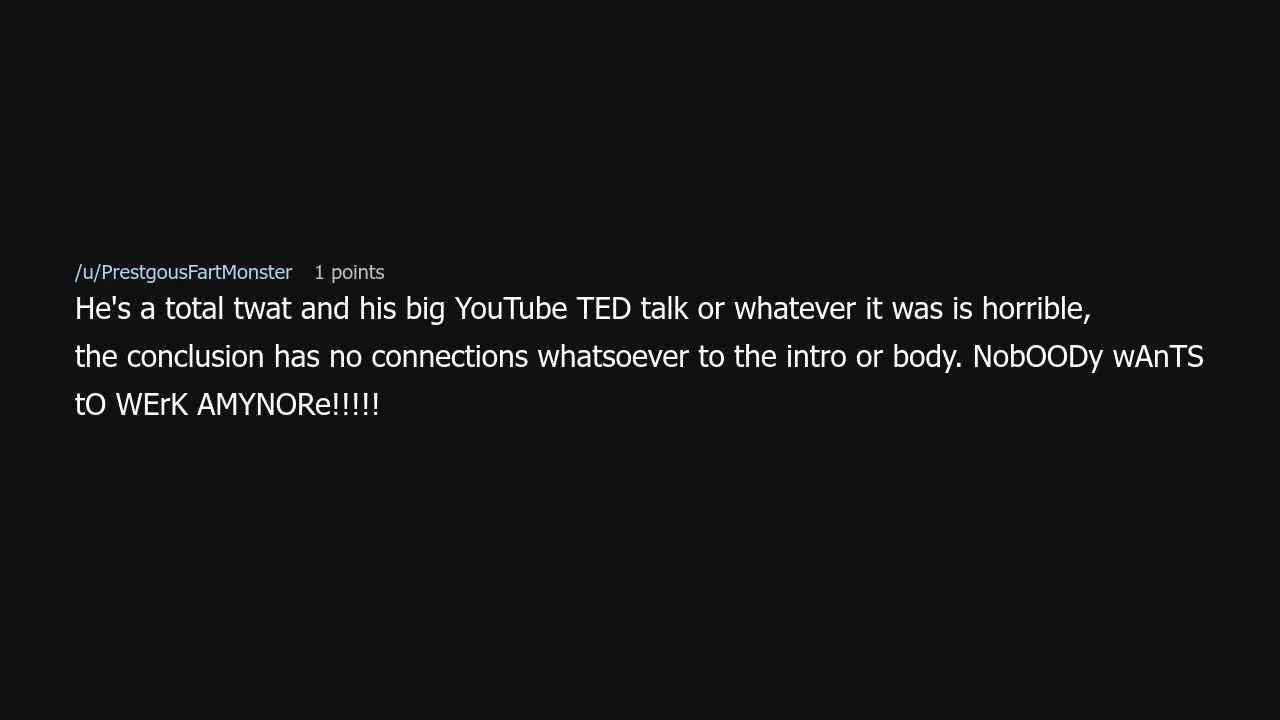 /u/PrestgousFartMonster 1 points
He's a total twat and his big YouTube TED talk or whatever it was is horrible,
the conclusion has no connections whatsoever to the intro or body. NobOODy wAnTS
tO WErK AMYNORe!!!!!